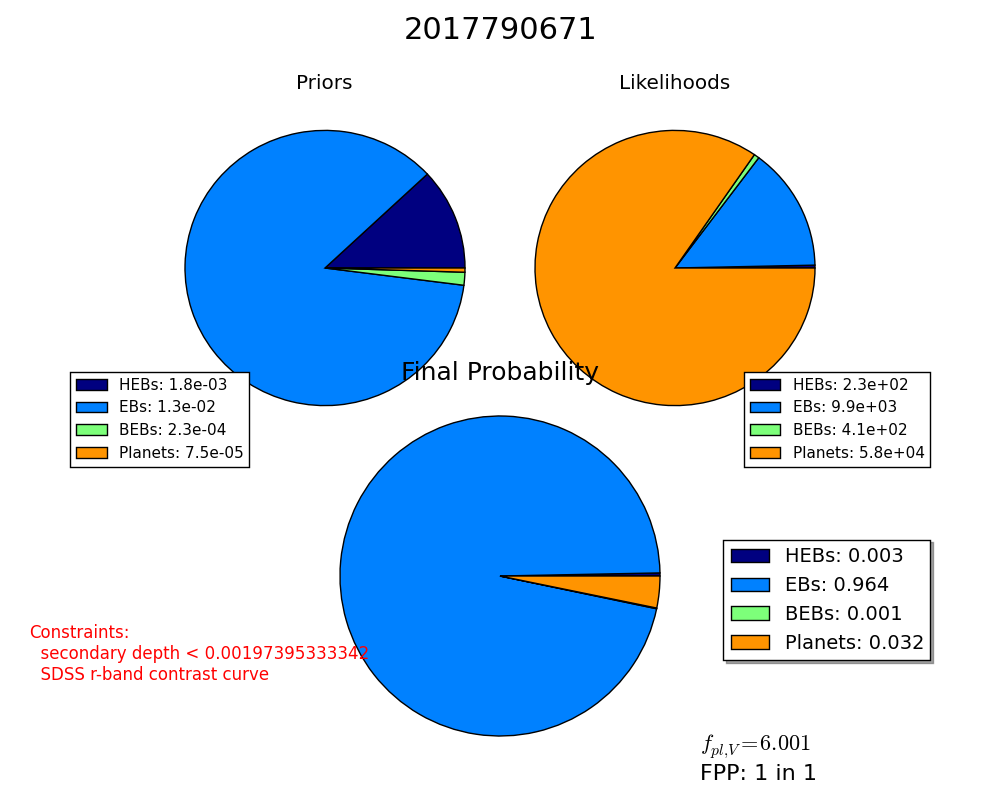 2017790671
Priors
Likelihoods
HEBs: 1.8e-03
EBs: 1.3e-02
BEBs: 2.3e-04
Planets: 7.5e-05
HEBs: 2.3e+02
EBs: 9.9e+03
BEBs: 4.1e+02
Planets: 5.8e+04
Final Probability
HEBs: 0.003
EBs: 0.964
BEBs: 0.001
Planets: 0.032
Constraints:
secondary depth < 0.00197395333342
SDSS r-band contrast curve
f_{pl,V}=6.001
FPP: 1 in 1